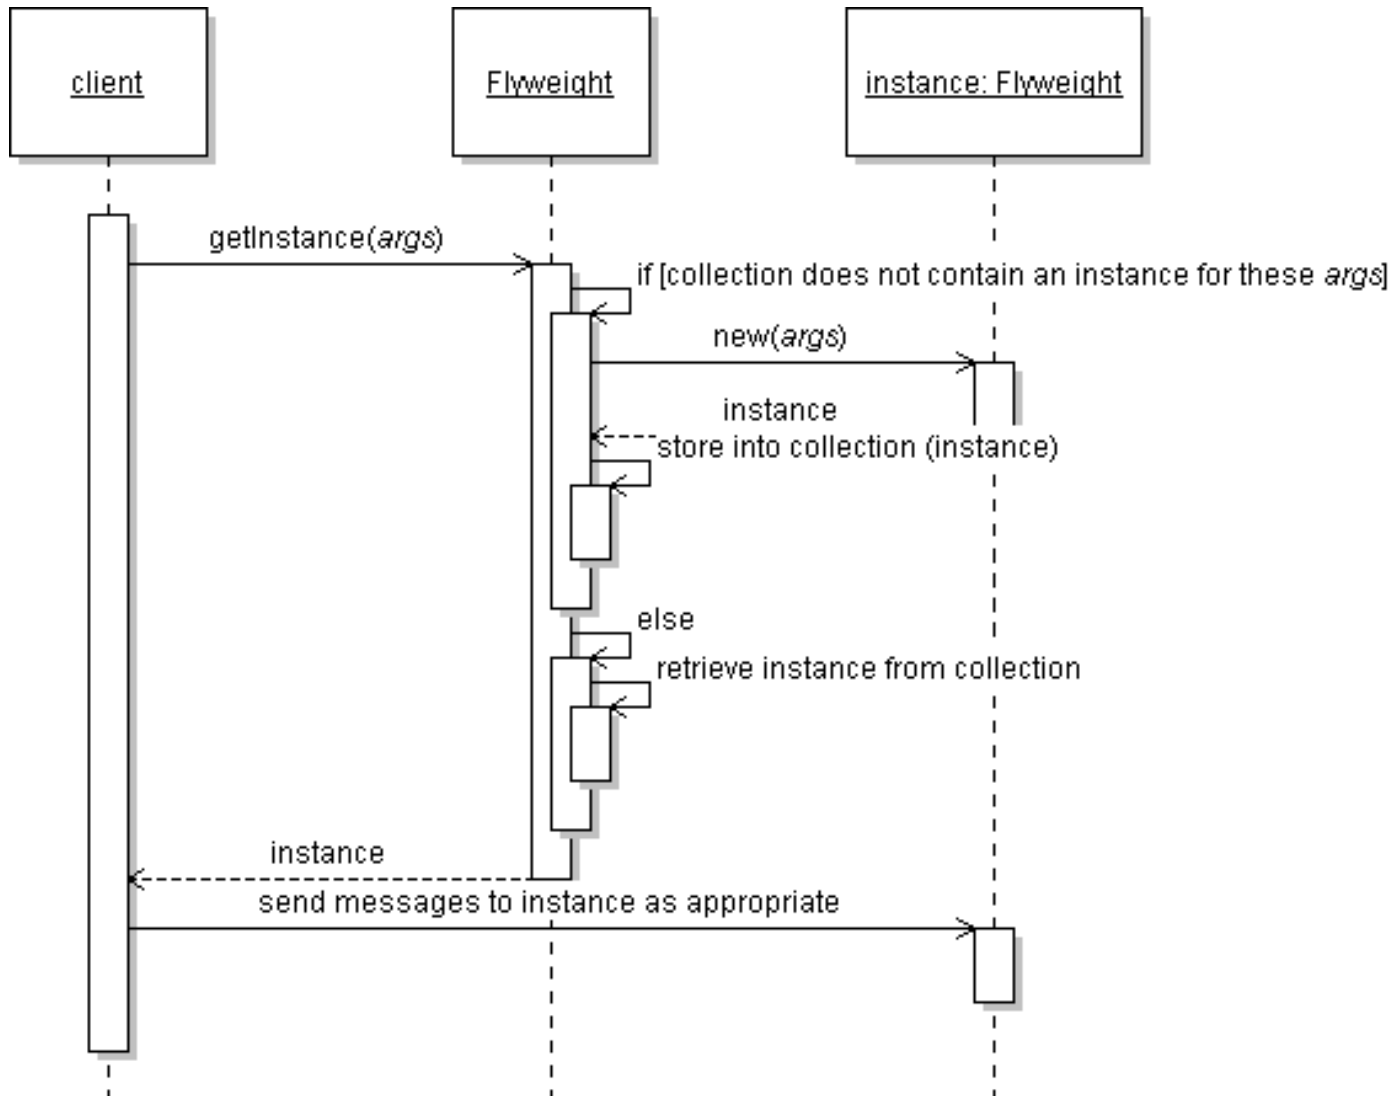 client
Flyweight
instance: Flyweight
getInstance(args)
if [collection does not contain an instance for these args]
new(args)
instance
store into collection (instance)
else
retrieve instance from collection
instance
send messages to instance as appropriate